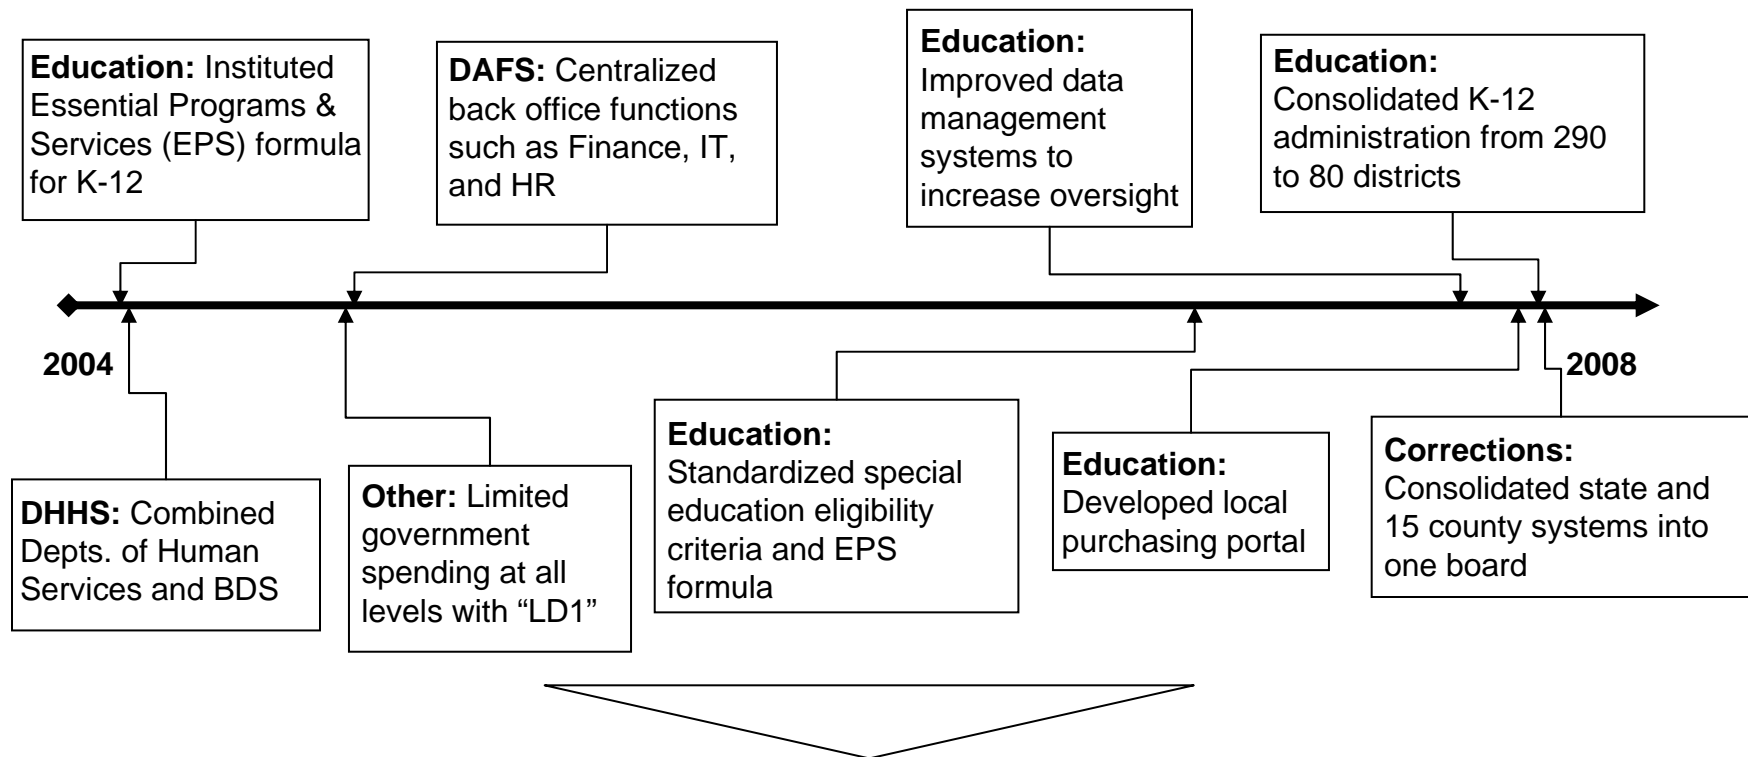 Education: Instituted
Essential Programs &
Services (EPS) formula
for K-12
DAFS: Centralized
back office functions
such as Finance, IT,
and HR
Education:
Improved data
management
systems to
increase oversight
Education:
Consolidated K-12
administration from 290
to 80 districts
2004
2008
DHHS: Combined
Depts. of Human
Services and BDS
Other: Limited
government
spending at all
levels with “LD1”
Education:
Standardized special
education eligibility
criteria and EPS
formula
Education:
Developed local
purchasing portal
Corrections:
Consolidated state and
15 county systems into
one board